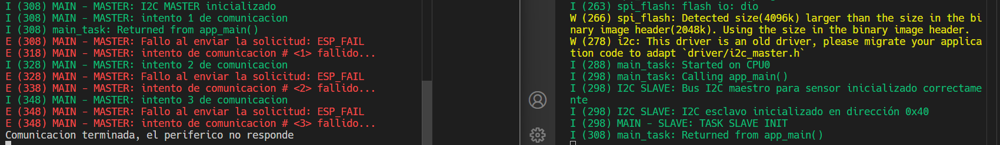 I (308) MAIN - MASTER: I2C MASTER inicializado
I (308) MAIN - MASTER: intento 1 de comunicacion
I (308) main_task: Returned from app_main()
E (308) MAIN - MASTER: Fallo al enviar la solicitud: ESP_FAIL
E (318) MAIN - MASTER: intento de comunicacion # <1> fallido...
I (328) MAIN - MASTER: intento 2 de comunicacion
E (328) MAIN - MASTER: Fallo al enviar la solicitud: ESP_FAIL
E (338) MAIN - MASTER: intento de comunicacion # <2> fallido...
I (348) MAIN - MASTER: intento 3 de comunicacion
E (348) MAIN - MASTER: Fallo al enviar la solicitud: ESP_FAIL
E (348) MAIN - MASTER: intento de comunicacion # <3> fallido...
Comunicacion terminada, el periferico no responde
I (263) spi_flash: flash io: dio
W (266) spi_flash: Detected size(4096k) larger than the size in the bi
nary image header(2048k). Using the size in the binary image header.
W (278) i2c: This driver is an old driver, please migrate your applica
tion code to adapt `driver/i2c_master.h`
I (288) main_task: Started on CPU0
I (298) main_task: Calling app_main()
I (298) I2C SLAVE: Bus I2C maestro para sensor inicializado correctame
nte
I (298) I2C SLAVE: I2C esclavo inicializado en dirección 0x40
I (298) MAIN - SLAVE: TASK SLAVE INIT
I (308) main_task: Returned from app_main()